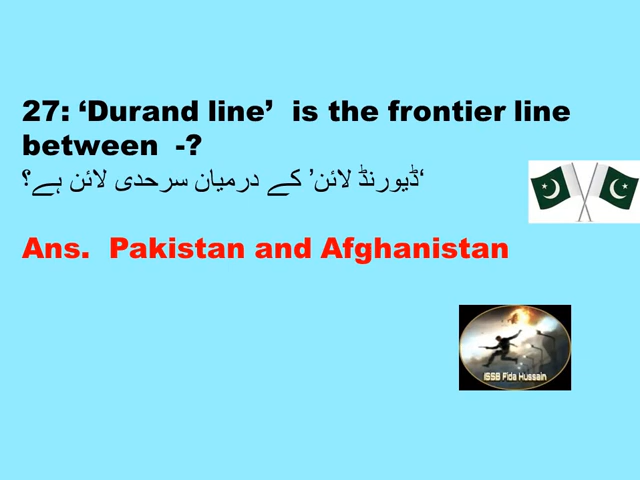 27: ‘Durand line’  is the frontier line
between  -?
‘ڈیورنڈ لائن’ کے درمیان سرحدی لائن ہے؟
Ans.  Pakistan and Afghanistan
ISSB Fida Hussain